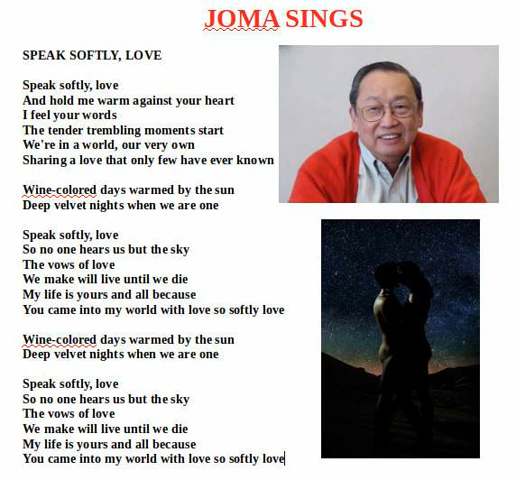 JOMA SINGS
SPEAK SOFTLY, LOVE
Speak softly, love
And hold me warm against your heart
I feel your words
The tender trembling moments start
We're in a world, our very own
Sharing a love that only few have ever known
Wine-colored days warmed by the sun
Deep velvet nights when we are one
Speak softly, love
So no one hears us but the sky
The vows of love
We make will live until we die
My life is yours and all because
You came into my world with love so softly love
Wine-colored days warmed by the sun
Deep velvet nights when we are one
Speak softly, love
So no one hears us but the sky
The vows of love
We make will live until we die
My life is yours and all because
You came into my world with love so softly love